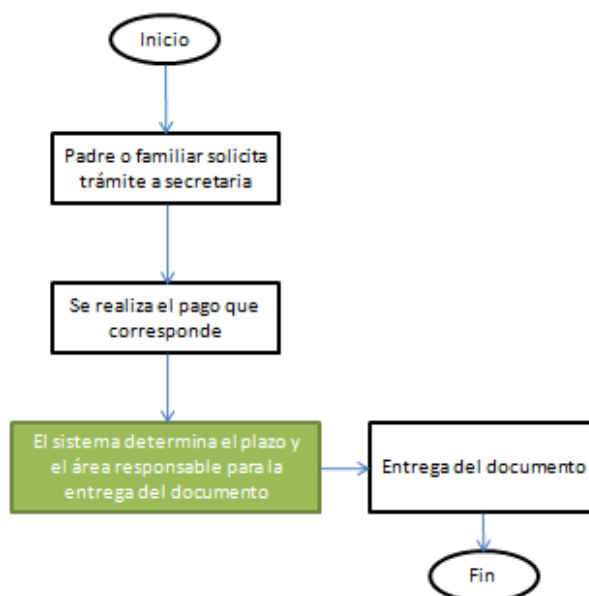 Inicio
Padre o familiar solicita
trámite a secretaria
Se realiza el pago que
corresponde
El sistema determina el plazo y
el área responsable para la
entrega del documento
Entrega del documento
Fin